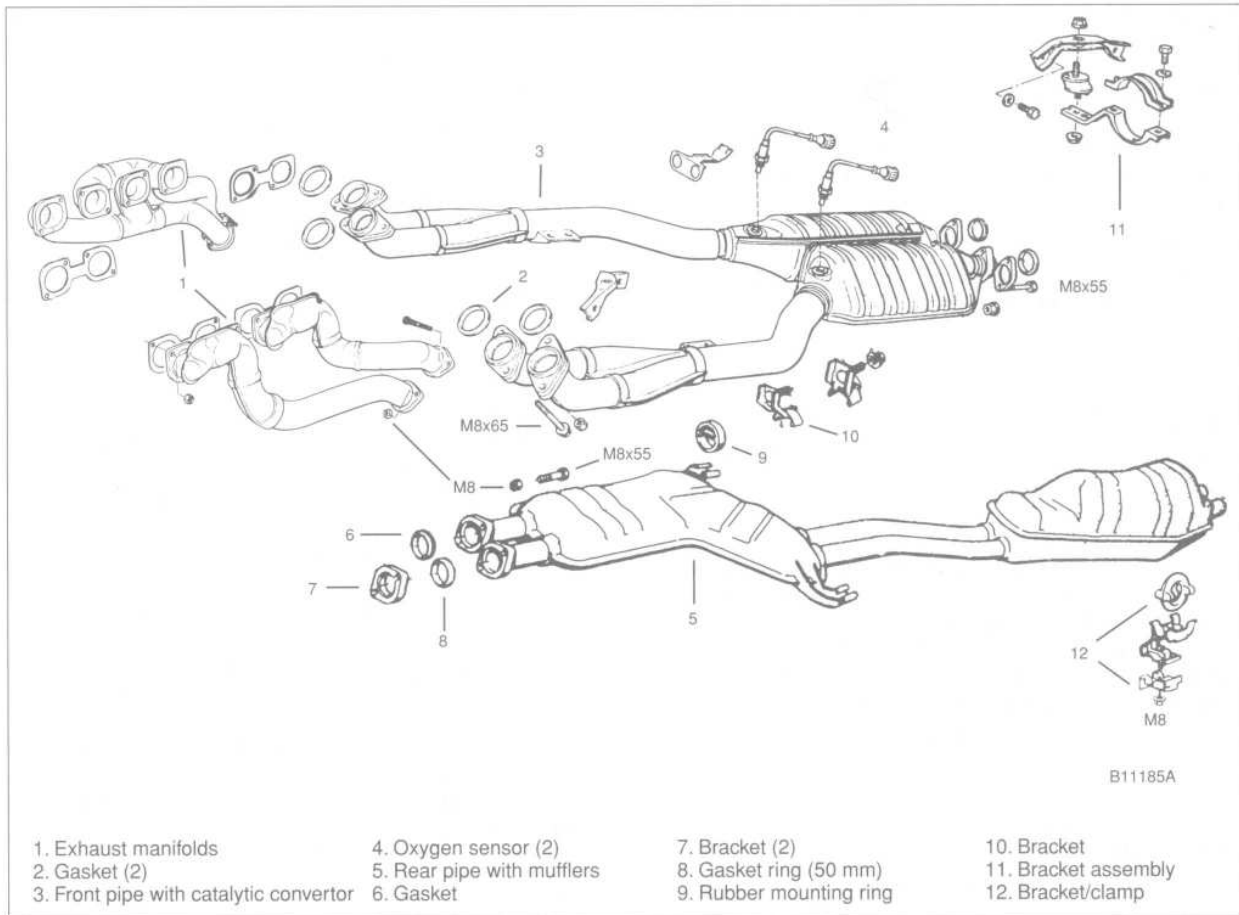 4
3
11
1
2
M8x55
M8x65
10
9
M8x55
M8
6
7
8
5
12
M8
B11185A
1. Exhaust manifolds
2. Gasket (2)
3. Front pipe with catalytic convertor
4. Oxygen sensor (2)
5. Rear pipe with mufflers
6. Gasket
7. Bracket (2)
8. Gasket ring (50 mm)
9. Rubber mounting ring
10. Bracket
11. Bracket assembly
12. Bracket/clamp